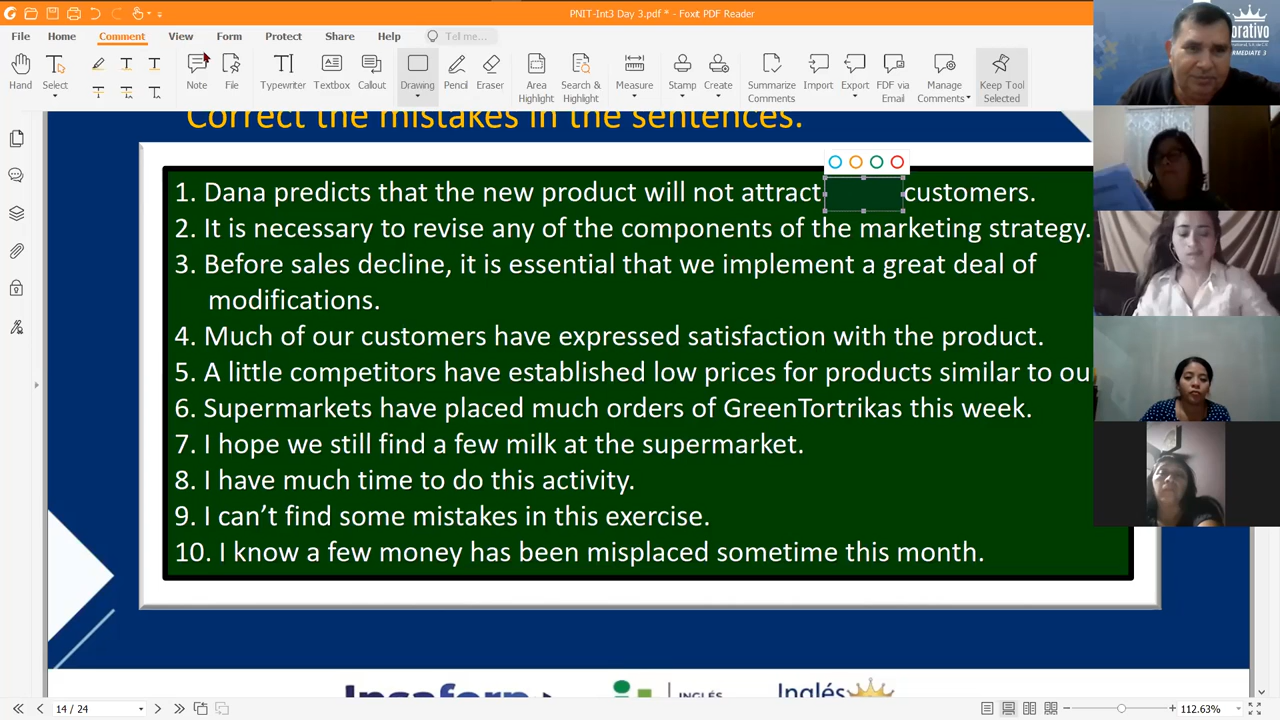 PNIT-Int3 Day 3.pdf * - Foxit PDF Reader
File Home Comment View Form Protect Share Help Tell me...
Hand Select Note File Typewriter Textbox Callout Drawing Pencil Eraser Area Highlight Search & Highlight Measure Stamp Create Summarize Comments Import Export FDF via Email Manage Comments Keep Tool Selected
orativo
INTERMEDIATE 3
Correct the mistakes in the sentences.
1. Dana predicts that the new product will not attract customers.
2. It is necessary to revise any of the components of the marketing strategy.
3. Before sales decline, it is essential that we implement a great deal of
modifications.
4. Much of our customers have expressed satisfaction with the product.
5. A little competitors have established low prices for products similar to ou
6. Supermarkets have placed much orders of GreenTortrikas this week.
7. I hope we still find a few milk at the supermarket.
8. I have much time to do this activity.
9. I can't find some mistakes in this exercise.
10. I know a few money has been misplaced sometime this month.
Insaforp INGLÉS Inglés
14 / 24 112.63%